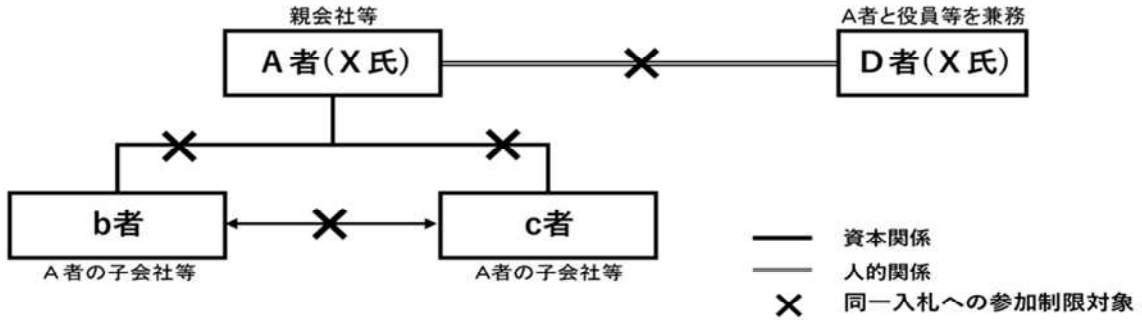 親会社等
A者と役員等を兼務
A者(X氏)
D者(X氏)
b者
c者
A者の子会社等
A者の子会社等
資本関係
人的関係
同一入札への参加制限対象